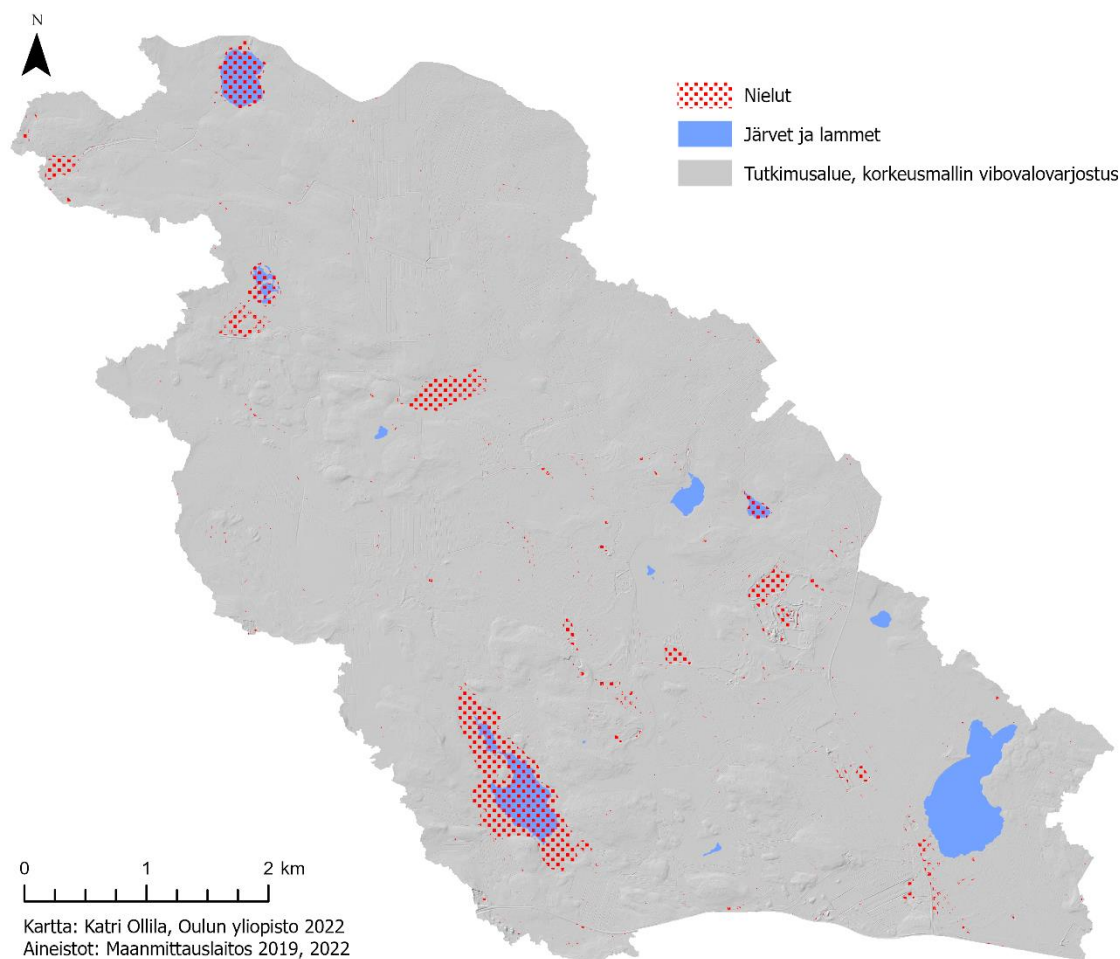 N
Nielut
Järvet ja lammet
Tutkimusalue, korkeusmallin vibovalovarjostus
0 1 2 km
Kartta: Katri Ollila, Oulun yliopisto 2022
Aineistot: Maanmittauslaitos 2019, 2022